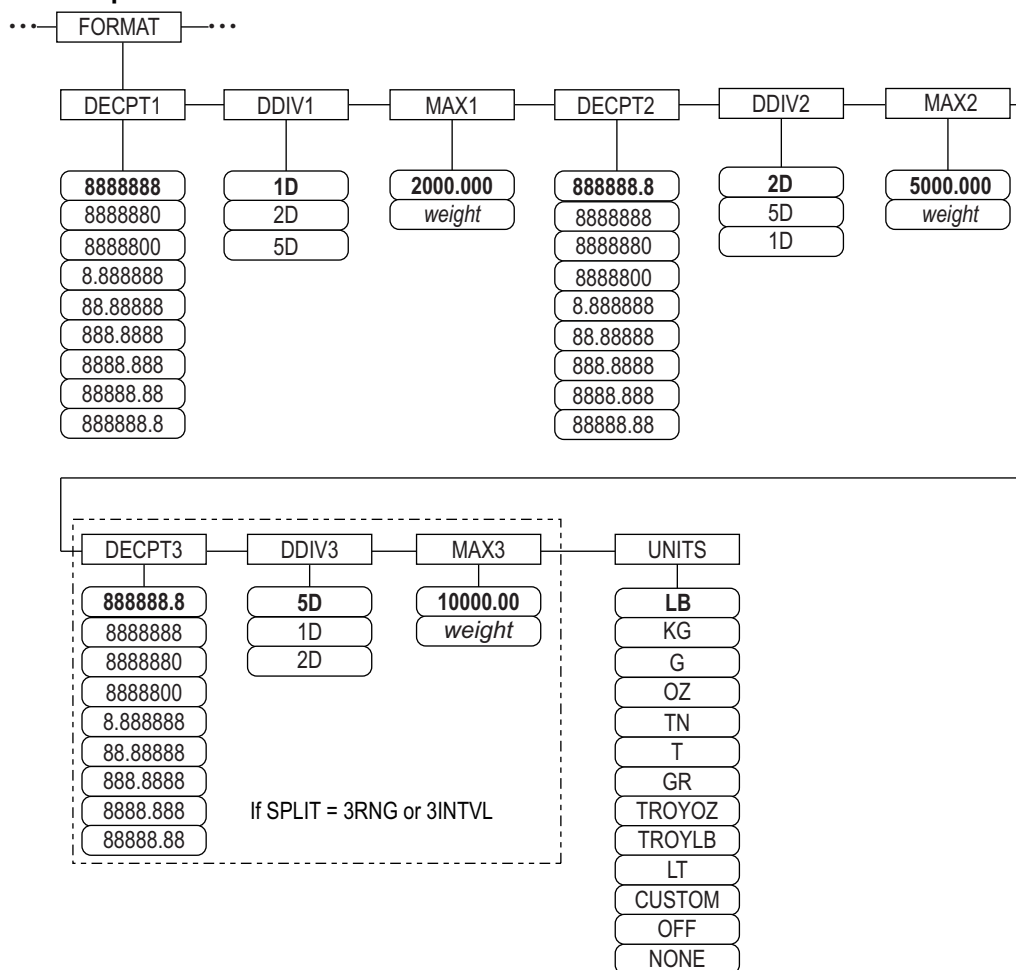 ••• FORMAT •••
DECPT1 DDIV1 MAX1 DECPT2 DDIV2 MAX2
8888888 1D 2000.000 888888.8 2D 5000.000
8888880 2D weight 8888888 5D weight
8888800 5D 8888880 1D
8.888888 8888800
88.88888 8.888888
888.8888 88.88888
8888.888 888.8888
88888.88 8888.888
888888.8 88888.88
DECPT3 DDIV3 MAX3 UNITS
888888.8 5D 10000.00 LB
8888888 1D weight KG
8888880 2D G
8888800 OZ
8.888888 TN
88.88888 T
888.8888 GR
8888.888 If SPLIT = 3RNG or 3INTVL TROYOZ
88888.88 TROYLB
LT
CUSTOM
OFF
NONE